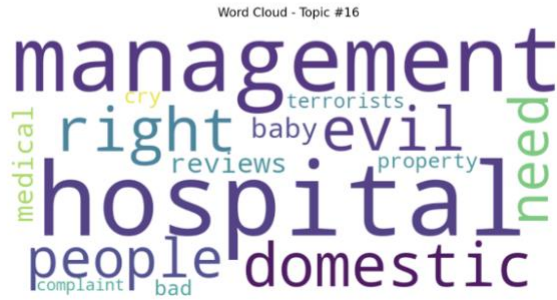 Word Cloud - Topic #16
management
cry
terrorists
medical
right
baby
evil
need
reviews
property
hospital
people
domestic
complaint
bad